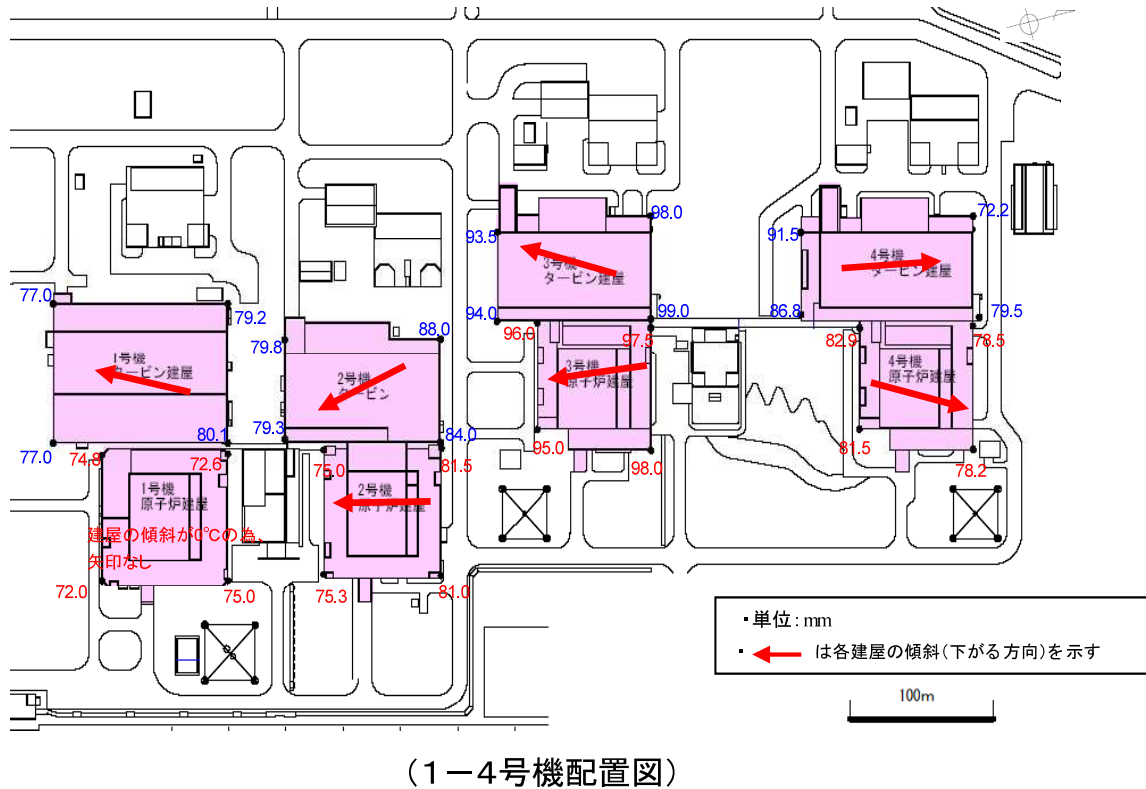 98.0
72.2
93.5
91.5
3号機
タービン建屋
4号機
タービン建屋
77.0
79.2
94.0
99.0
86.8
79.5
96.0
97.5
82.9
78.5
79.8
88.0
1号機
タービン建屋
2号機
タービン
3号機
原子炉建屋
4号機
原子炉建屋
79.3
84.0
80.1
77.0
74.8
72.6
75.0
81.5
95.0
98.0
81.5
78.2
1号機
原子炉建屋
2号機
原子炉建屋
建屋の傾斜が0℃の為、
矢印なし
72.0
75.0
75.3
81.0
・単位:mm
・ は各建屋の傾斜(下がる方向)を示す
100m
(1-4号機配置図)